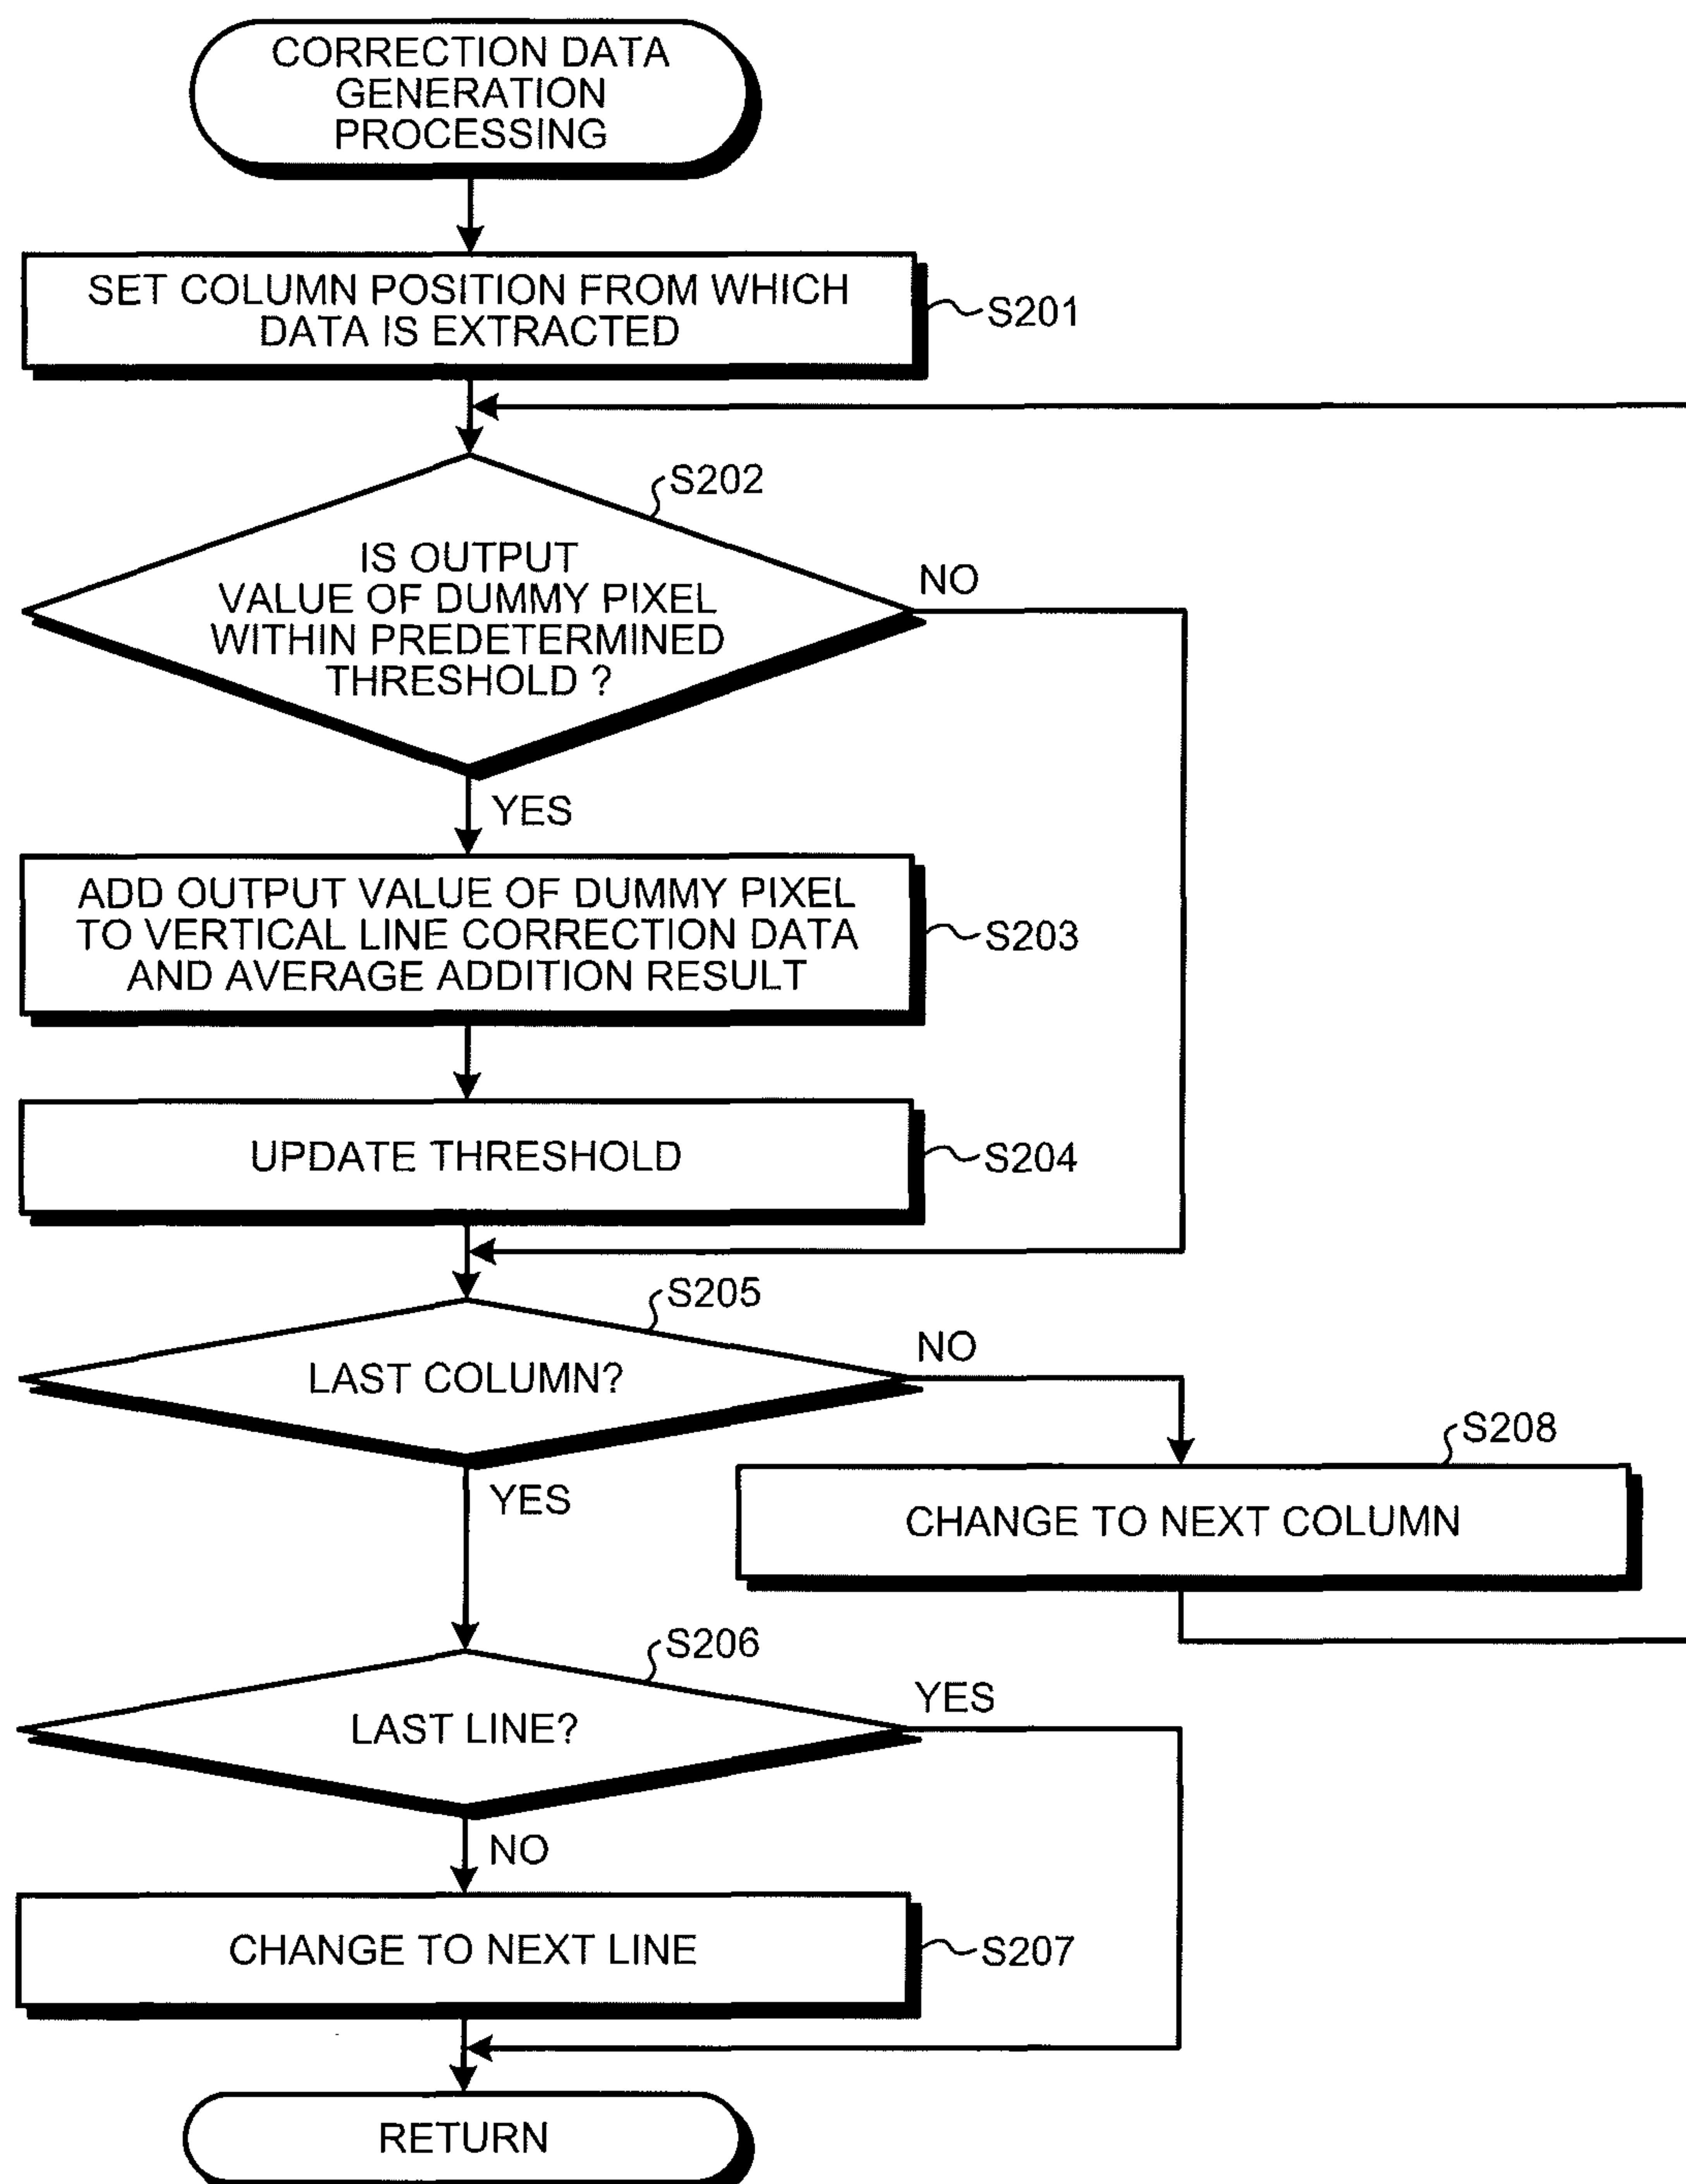 CORRECTION DATA
GENERATION
PROCESSING
SET COLUMN POSITION FROM WHICH
DATA IS EXTRACTED
S201
S202
IS OUTPUT
VALUE OF DUMMY PIXEL
WITHIN PREDETERMINED
THRESHOLD ?
NO
YES
ADD OUTPUT VALUE OF DUMMY PIXEL
TO VERTICAL LINE CORRECTION DATA
AND AVERAGE ADDITION RESULT
S203
UPDATE THRESHOLD
S204
S205
LAST COLUMN?
NO
YES
S208
CHANGE TO NEXT COLUMN
S206
LAST LINE?
YES
NO
CHANGE TO NEXT LINE
S207
RETURN